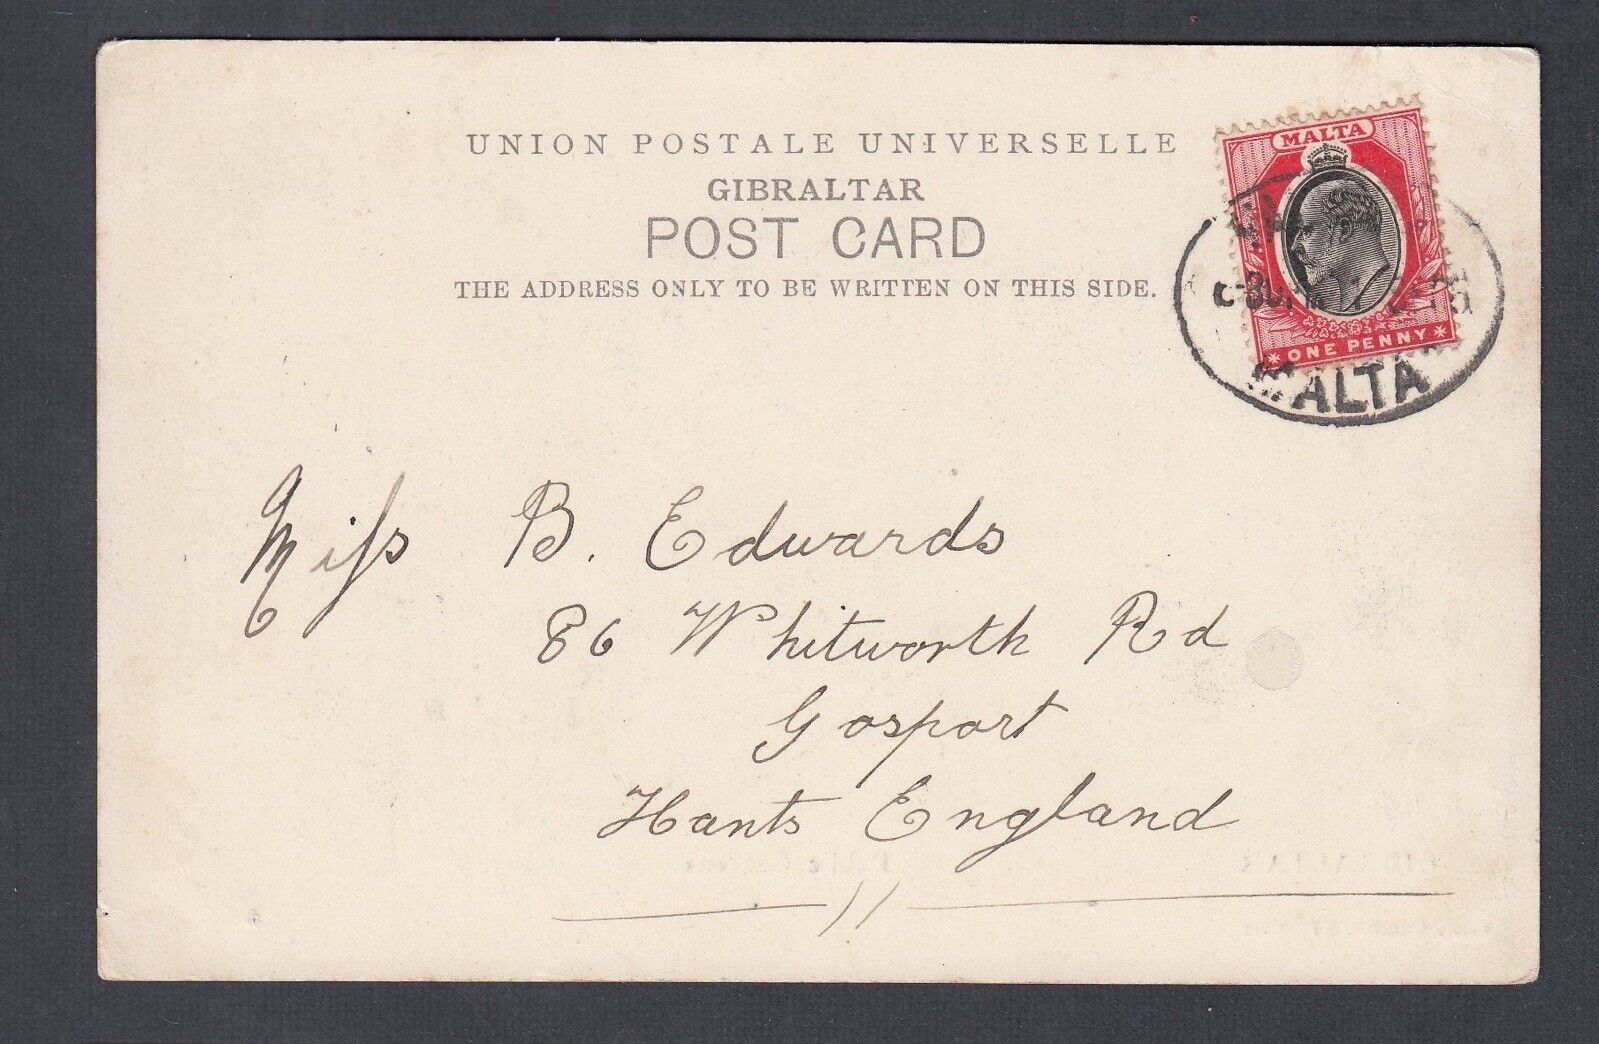 UNION POSTALE UNIVERSELLE
GIBRALTAR
POST CARD
THE ADDRESS ONLY TO BE WRITTEN ON THIS SIDE.
MALTA
ONE PENNY
MALTA
Miss B. Edwards
86 Whitworth Rd
Gosport
Hants England